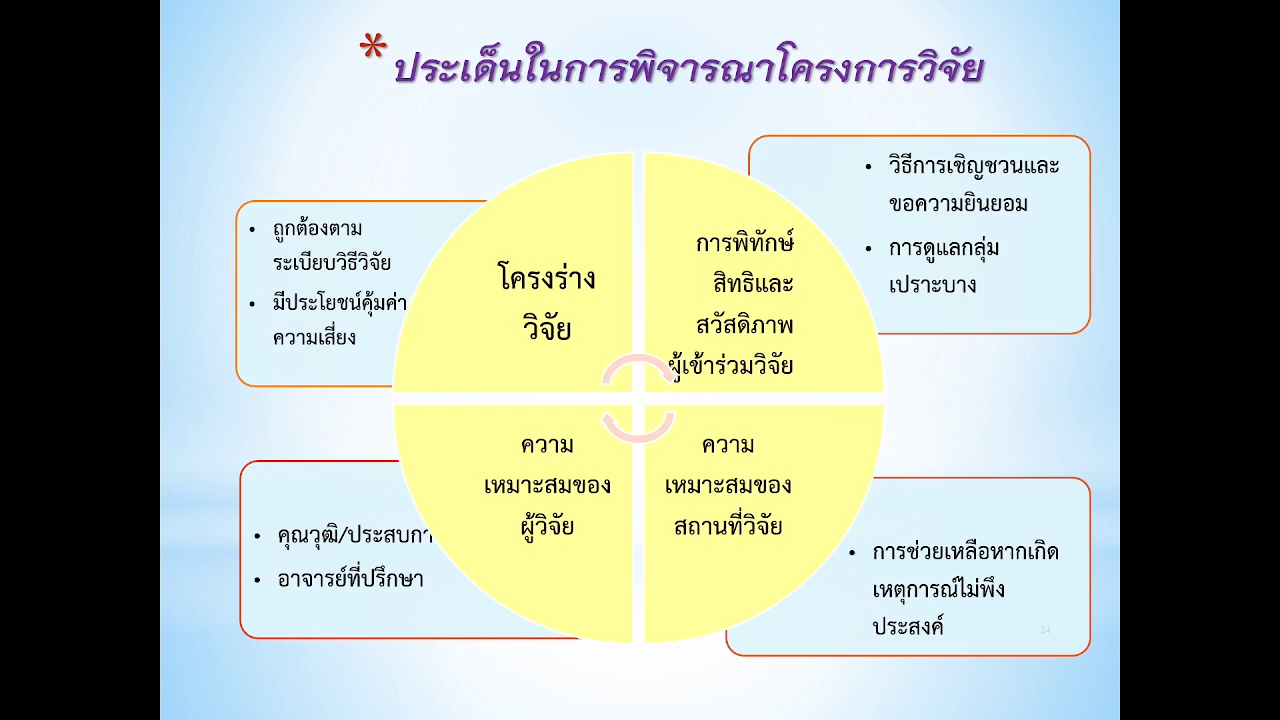 * ประเด็นในการพิจารณาโครงการวิจัย
• ถูกต้องตาม
ระเบียบวิธีวิจัย
• มีประโยชน์คุ้มค่า
ความเสี่ยง
โครงร่าง
วิจัย
การพิทักษ์
สิทธิและ
สวัสดิภาพ
ผู้เข้าร่วมวิจัย
• วิธีการเชิญชวนและ
ขอความยินยอม
• การดูแลกลุ่ม
เปราะบาง
• คุณวุฒิ/ประสบกา
• อาจารย์ที่ปรึกษา
ความ
เหมาะสมของ
ผู้วิจัย
ความ
เหมาะสมของ
สถานที่วิจัย
• การช่วยเหลือหากเกิด
เหตุการณ์ไม่พึง
ประสงค์
24